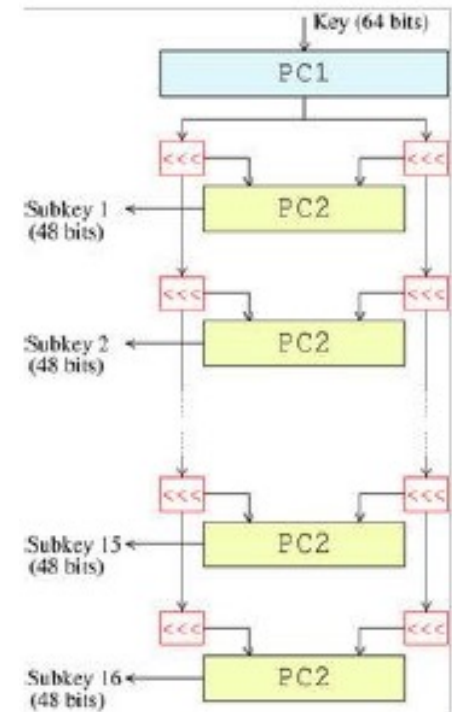 Key (64 bits)
PC1
<<< <<<
Subkey 1
(48 bits)
PC2
<<< <<<
Subkey 2
(48 bits)
PC2
<<< <<<
Subkey 15
(48 bits)
PC2
<<< <<<
Subkey 16
(48 bits)
PC2